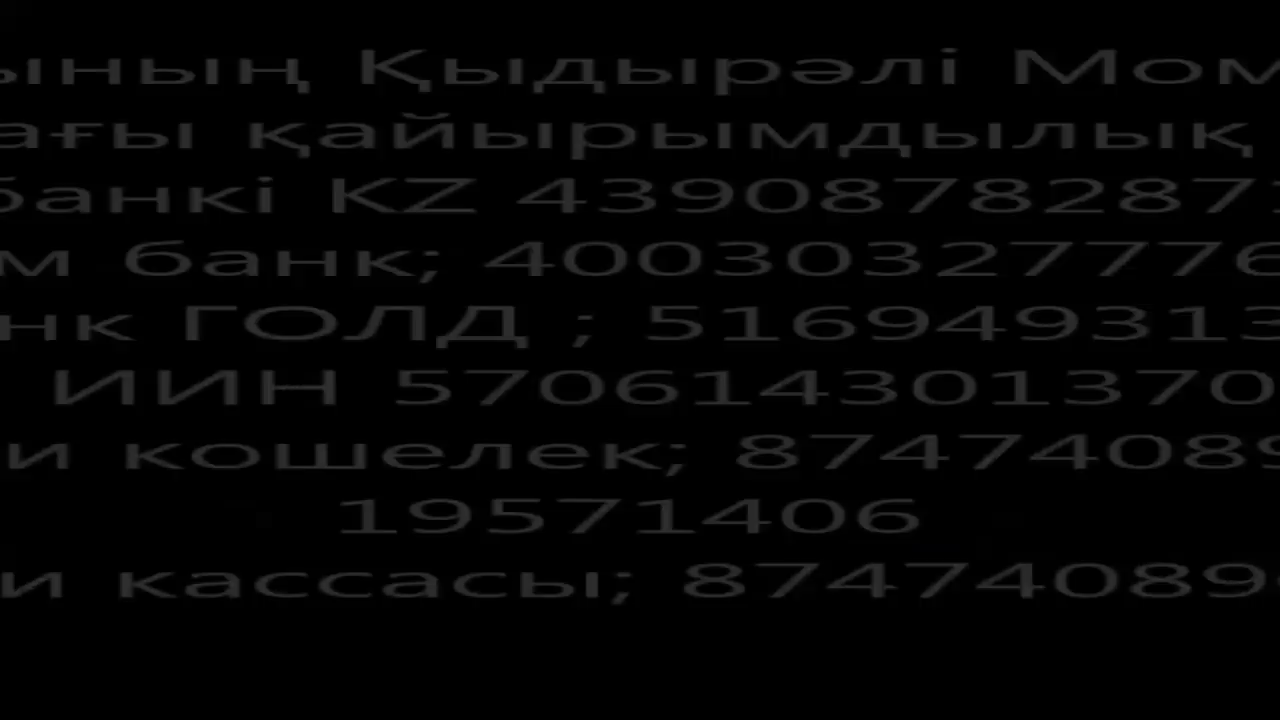 ының Қыдырәлі Мом
ағы қайырымдылық
банкі KZ 43908782871
м банк; 40030327776
нк ГОЛД ; 516949313
ИИН 570614301370
и кошелек; 87474089
19571406
и кассасы; 87474089